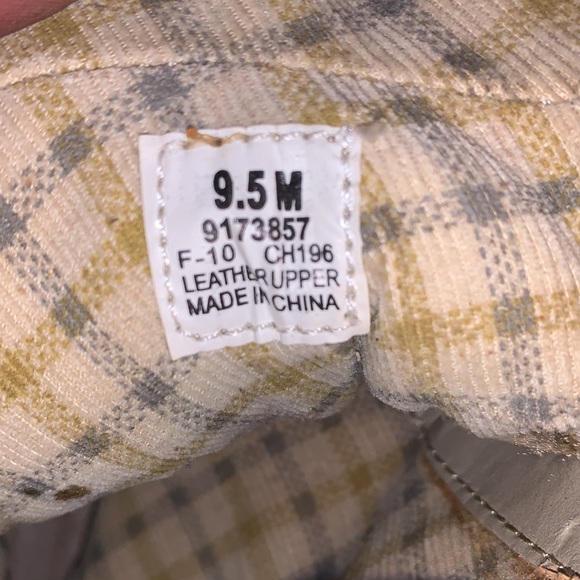 9.5 M
9173857
F-10 CH196
LEATHER UPPER
MADE IN CHINA